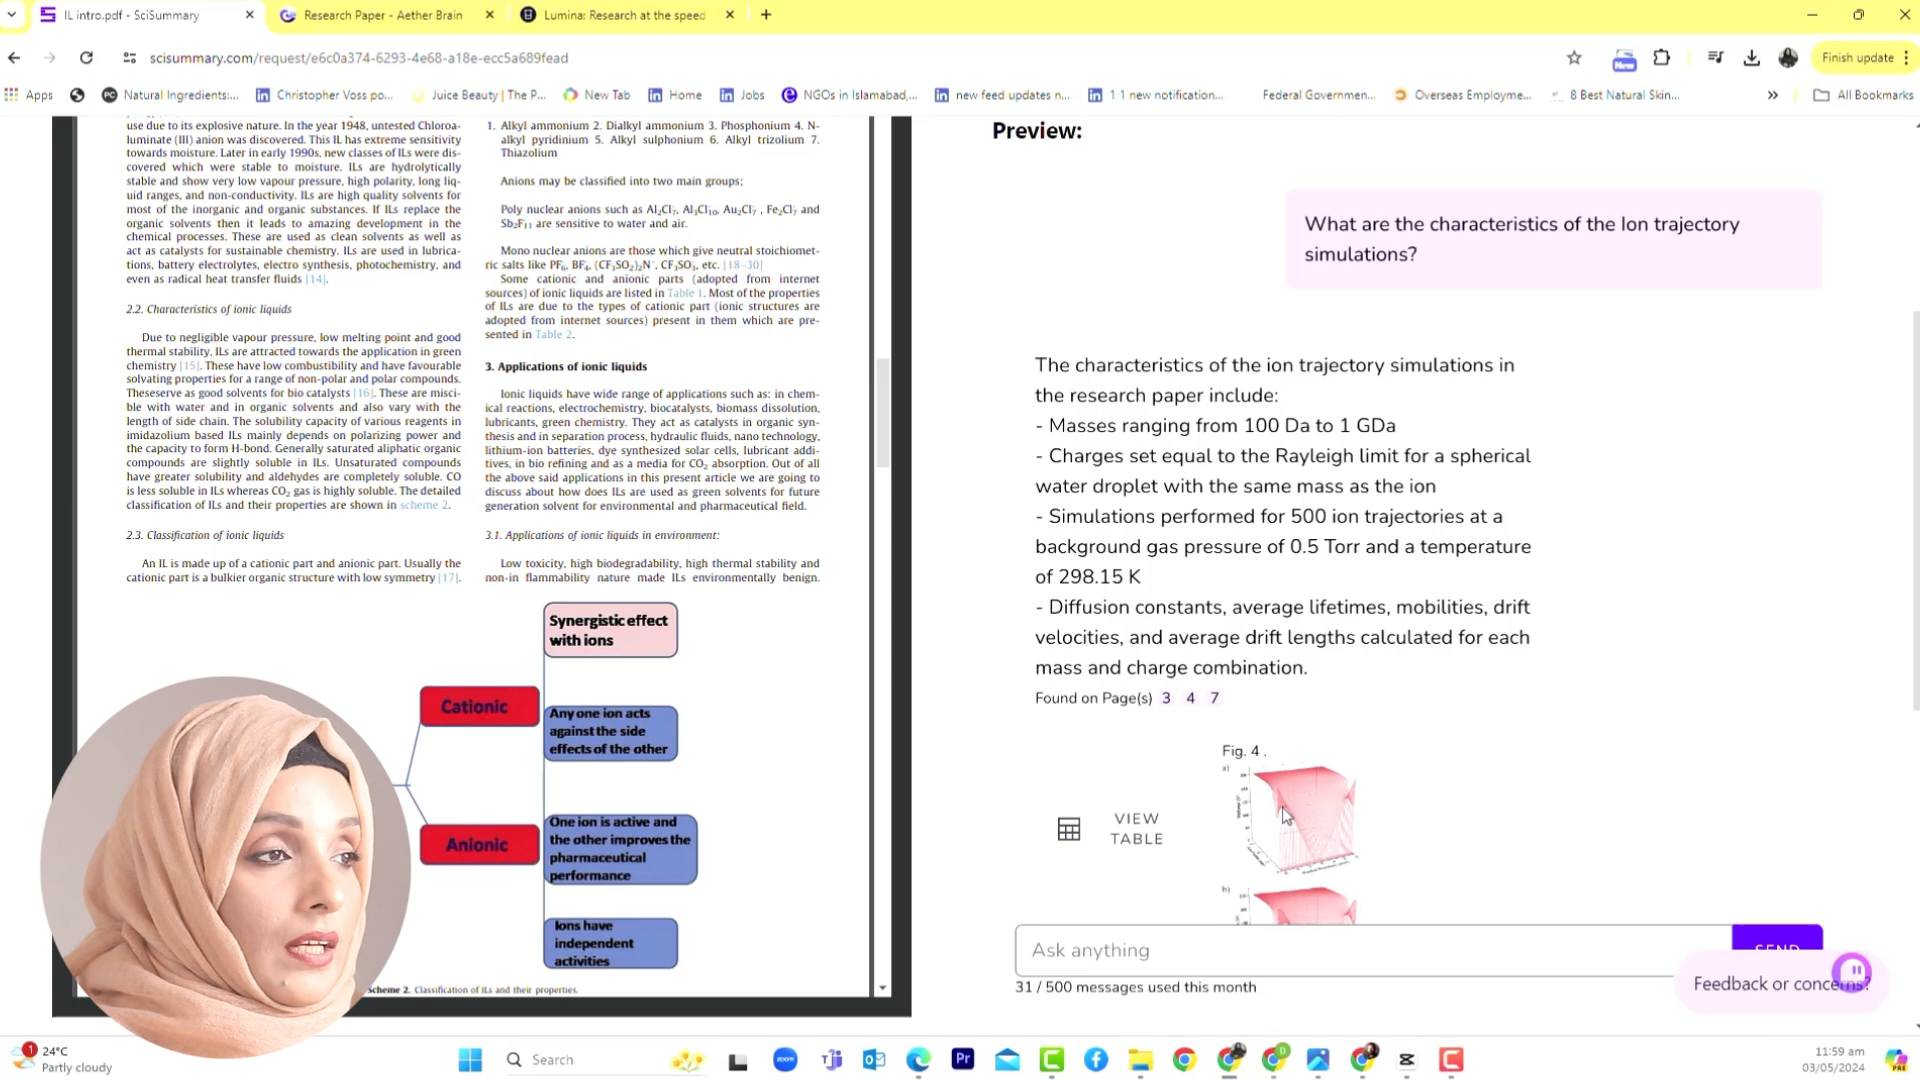 IL intro.pdf - SciSummary
Research Paper - Aether Brain
Lumina: Research at the speed
scisummary.com/request/e6c0a374-6293-4e68-a18e-ecc5a689fead
New
Finish update
Apps
Natural Ingredients:...
Christopher Voss po...
Juice Beauty | The P...
New Tab
Home
Jobs
NGOs in Islamabad,...
new feed updates n...
1 1 new notification...
Federal Governmen...
Overseas Employme...
8 Best Natural Skin...
All Bookmarks
use due to its explosive nature. In the year 1948, untested Chloro-
luminate (III) anion was discovered. This IL has extreme sensitivity
towards moisture. Later in early 1990s, new classes of ILs were dis-
covered which were stable to moisture. ILs are hydrolytically
stable and show very low vapour pressure, high polarity, long liq-
uid ranges, and non-conductivity. ILs are high quality solvents for
most of the inorganic and organic substances. If ILs replace the
organic solvents then it leads to amazing development in the
chemical processes. These are used as clean solvents as well as
act as catalysts for sustainable chemistry. ILs are used in lubrica-
tions, battery electrolytes, electro synthesis, photochemistry, and
even as radical heat transfer fluids [14].
2.2. Characteristics of ionic liquids
Due to negligible vapour pressure, low melting point and good
thermal stability, ILs are attracted towards the application in green
chemistry [15]. These have low combustibility and have favourable
solvating properties for a range of non-polar and polar compounds.
Theseserve as good solvents for bio catalysts [16]. These are misci-
ble with water and in organic solvents and also vary with the
length of side chain. The solubility capacity of various reagents in
imidazolium based ILs mainly depends on polarizing power and
the capacity to form H-bond. Generally saturated aliphatic organic
compounds are slightly soluble in ILs. Unsaturated compounds
have greater solubility and aldehydes are completely soluble. CO
is less soluble in ILs whereas CO₂ gas is highly soluble. The detailed
classification of ILs and their properties are shown in scheme 2.
2.3. Classification of ionic liquids
An IL is made up of a cationic part and anionic part. Usually the
cationic part is a bulkier organic structure with low symmetry [17].
1. Alkyl ammonium 2. Dialkyl ammonium 3. Phosphonium 4. N-
alkyl pyridinium 5. Alkyl sulphonium 6. Alkyl trizolium 7.
Thiazolium
Anions may be classified into two main groups;
Poly nuclear anions such as Al₂Cl₇⁻, Al₃Cl₁₀⁻, Au₂Cl₇⁻, Fe₂Cl₇⁻ and
Sb₂F₁₁⁻ are sensitive to water and air.
Mono nuclear anions are those which give neutral stoichiomet-
ric salts like PF₆⁻, BF₄⁻, (CF₃SO₂)₂N⁻, CF₃SO₃⁻, etc. [18–30]
Some cationic and anionic parts (adopted from internet
sources) of ionic liquids are listed in Table 1. Most of the properties
of ILs are due to the types of cationic part (ionic structures are
adopted from internet sources) present in them which are pre-
sented in Table 2.
3. Applications of ionic liquids
Ionic liquids have wide range of applications such as: in chem-
ical reactions, electrochemistry, biocatalysts, biomass dissolution,
lubricants, green chemistry. They act as catalysts in organic syn-
thesis and in separation process, hydraulic fluids, nano technology,
lithium-ion batteries, dye synthesized solar cells, lubricant addi-
tives, in bio refining and as a media for CO₂ absorption. Out of all
the above said applications in this present article we are going to
discuss about how does ILs are used as green solvents for future
generation solvent for environmental and pharmaceutical field.
3.1. Applications of ionic liquids in environment:
Low toxicity, high biodegradability, high thermal stability and
non-in flammability nature made ILs environmentally benign.
Synergistic effect
with ions
Cationic
Any one ion acts
against the side
effects of the other
Anionic
One ion is active and
the other improves the
pharmaceutical
performance
Ions have
independent
activities
scheme 2. Classification of ILs and their properties.
Preview:
What are the characteristics of the Ion trajectory
simulations?
The characteristics of the ion trajectory simulations in
the research paper include:
- Masses ranging from 100 Da to 1 GDa
- Charges set equal to the Rayleigh limit for a spherical
water droplet with the same mass as the ion
- Simulations performed for 500 ion trajectories at a
background gas pressure of 0.5 Torr and a temperature
of 298.15 K
- Diffusion constants, average lifetimes, mobilities, drift
velocities, and average drift lengths calculated for each
mass and charge combination.
Found on Page(s) 3 4 7
Fig. 4 .
a)
VIEW
TABLE
b)
Ask anything
SEND
31 / 500 messages used this month
Feedback or concerns?
1
24°C
Partly cloudy
Search
zoom
Pr
11:59 am
03/05/2024
PRE